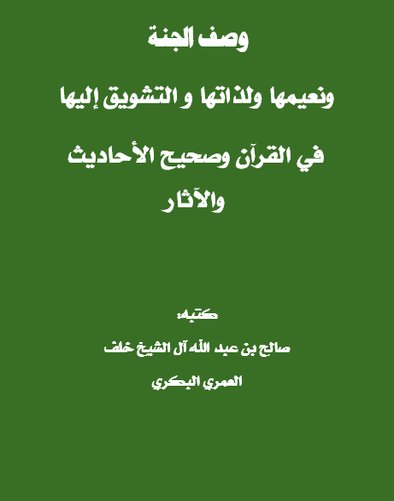 وصف الجنة
ونعيمها ولذاتها و التشويق إليها
في القرآن وصحيح الأحاديث
والآثار
كتبه:
صالح بن عبد الله آل الشيخ خلف
العمري البكري